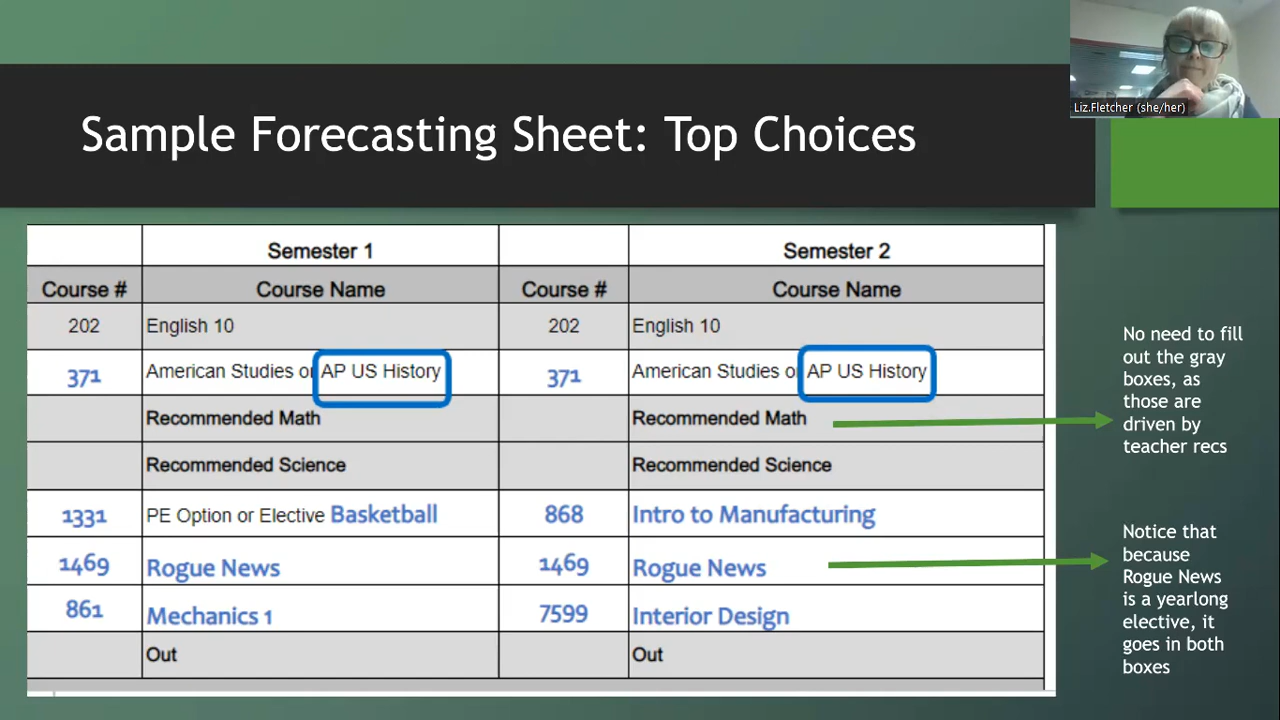 Liz.Fletcher (she/her)
Sample Forecasting Sheet: Top Choices
Semester 1 Semester 2
Course # Course Name Course # Course Name
202 English 10 202 English 10
371 American Studies or AP US History 371 American Studies or AP US History
Recommended Math Recommended Math
Recommended Science Recommended Science
1331 PE Option or Elective Basketball 868 Intro to Manufacturing
1469 Rogue News 1469 Rogue News
861 Mechanics 1 7599 Interior Design
Out Out
No need to fill
out the gray
boxes, as
those are
driven by
teacher recs
Notice that
because
Rogue News
is a yearlong
elective, it
goes in both
boxes